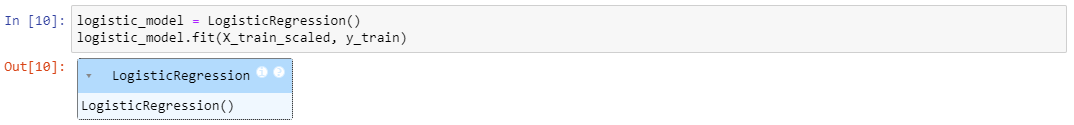 In [10]: logistic_model = LogisticRegression()
logistic_model.fit(X_train_scaled, y_train)
Out[10]: ▾ LogisticRegression i ?
LogisticRegression()